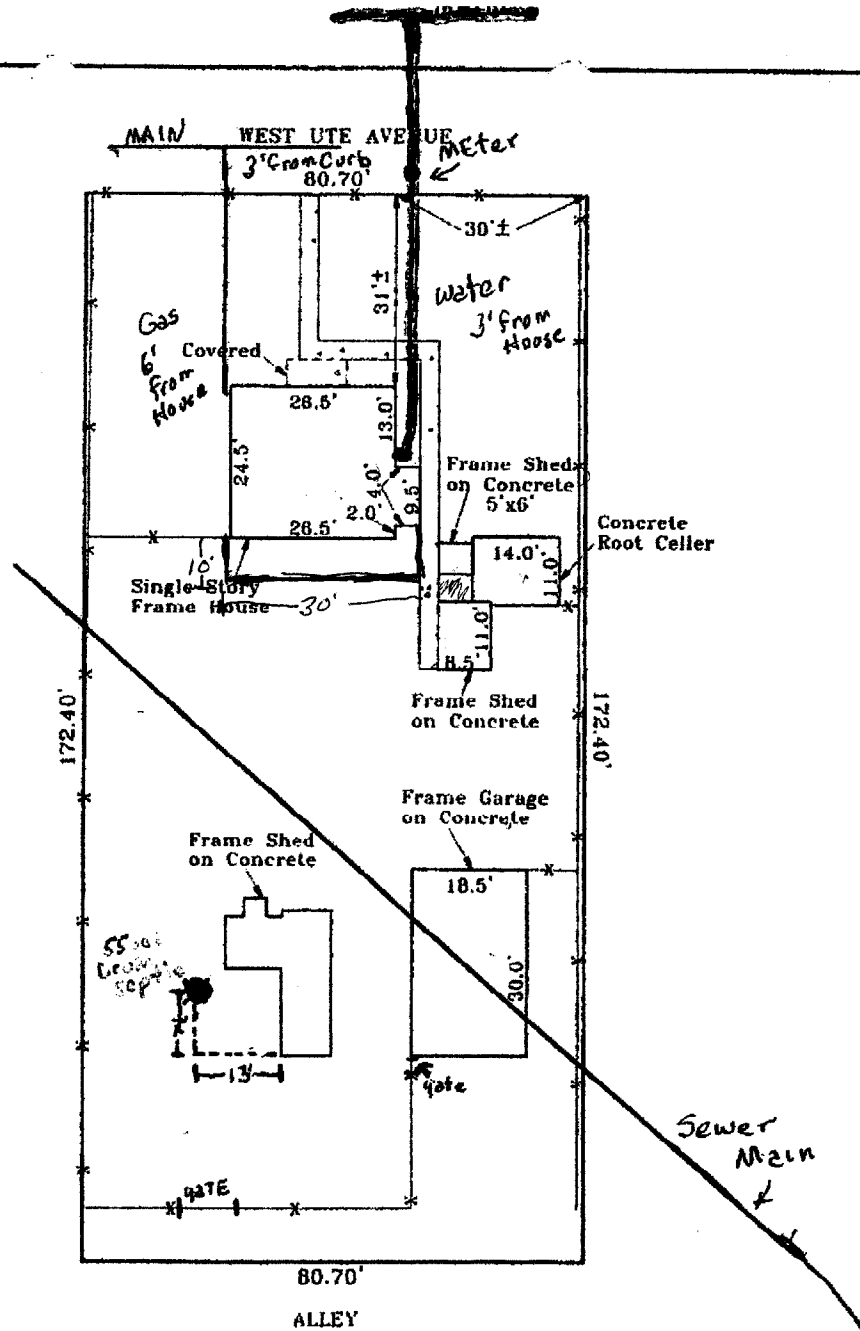 MAIN
WEST UTE AVENUE
3' From Curb
80.70'
METER
30'±
31'±
Water
3' from
House
Gas
6'
From
House
Covered
26.5'
13.0'
24.5'
4.0'
9.5'
2.0'
26.5'
Frame Shed
on Concrete
5'x6'
Concrete
Root Celler
14.0'
11.0'
10'
Single Story
Frame House
30'
11.0'
8.5'
Frame Shed
on Concrete
172.40'
172.40'
Frame Garage
on Concrete
18.5'
30.0'
Frame Shed
on Concrete
55 gal
septic
13'
gate
Sewer
Main
gATE
80.70'
ALLEY